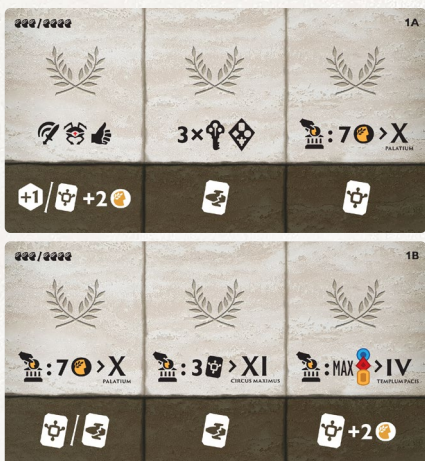 /
1A
3×
: 7 > X
PALATIUM
+1 / +2
/
1B
: 7 > X
PALATIUM
: 3 > XI
CIRCUS MAXIMUS
: MAX > IV
TEMPLUM PACIS
/
+2